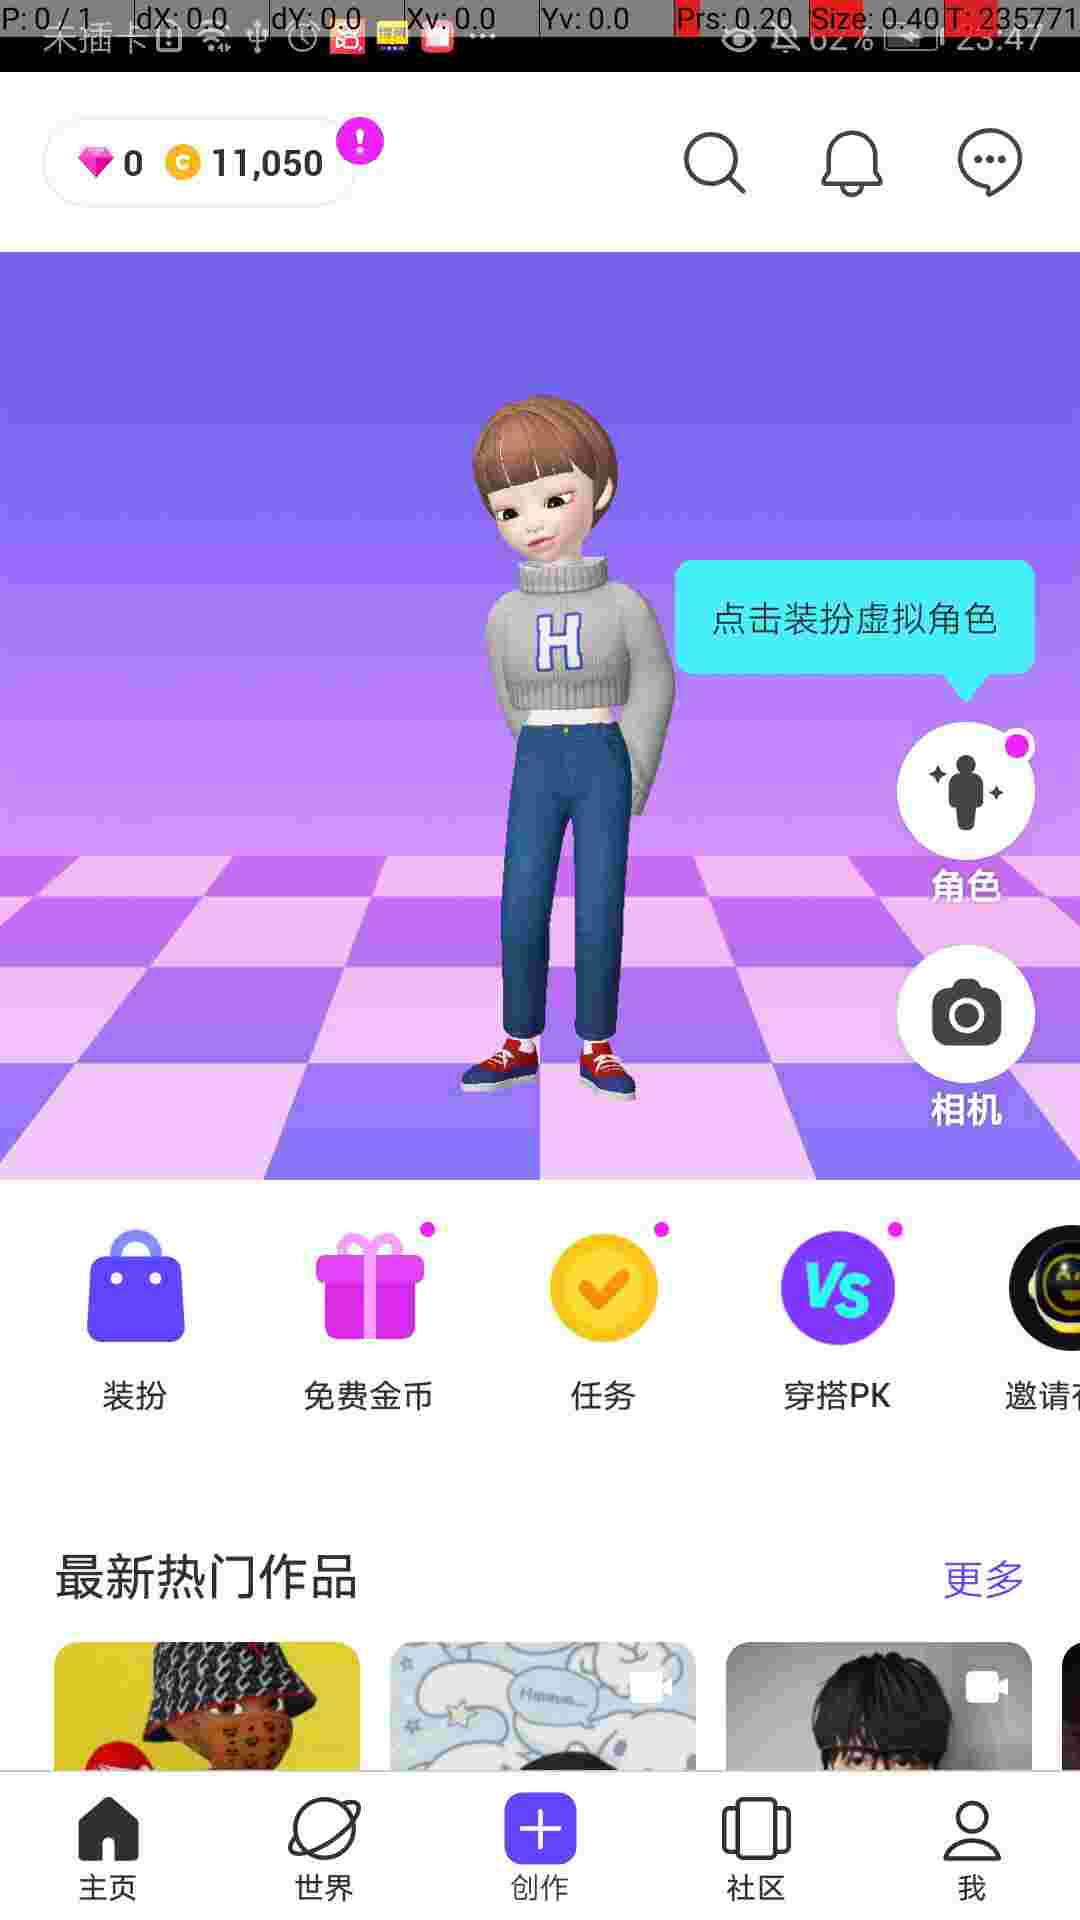 P: 0 / 1 dX: 0.0 dY: 0.0 Xv: 0.0 Yv: 0.0 Prs: 0.20 Size: 0.40 T: 235771
未插卡 62% 23:47
0 11,050
H
点击装扮虚拟角色
角色
相机
VS
装扮 免费金币 任务 穿搭PK 邀请
最新热门作品 更多
主页 世界 创作 社区 我